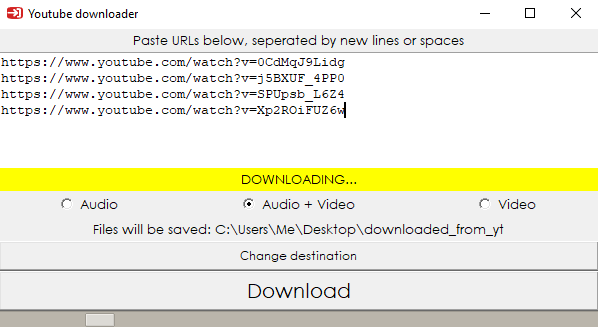 Youtube downloader
Paste URLs below, seperated by new lines or spaces
https://www.youtube.com/watch?v=0CdMqJ9Lidg
https://www.youtube.com/watch?v=j5BXUF_4PP0
https://www.youtube.com/watch?v=SPUpsb_L6Z4
https://www.youtube.com/watch?v=Xp2ROiFUZ6w
DOWNLOADING...
Audio Audio + Video Video
Files will be saved: C:\Users\Me\Desktop\downloaded_from_yt
Change destination
Download